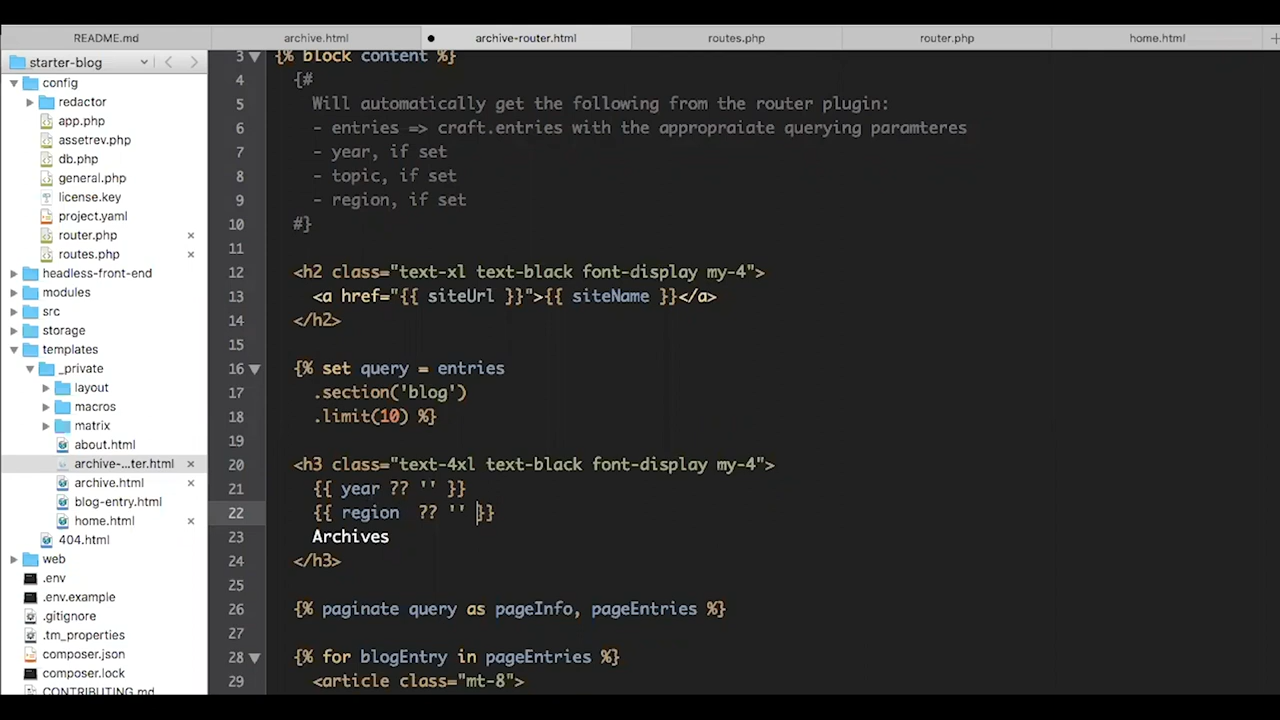 README.md
archive.html
archive-router.html
routes.php
router.php
home.html
starter-blog
config
redactor
app.php
assetrev.php
db.php
general.php
license.key
project.yaml
router.php
routes.php
headless-front-end
modules
src
storage
templates
_private
layout
macros
matrix
about.html
archive-...ter.html
archive.html
blog-entry.html
home.html
404.html
web
.env
.env.example
.gitignore
.tm_properties
composer.json
composer.lock
CONTRIBUTING.md
3 {% block content %}
4 {#
5 Will automatically get the following from the router plugin:
6 - entries => craft.entries with the appropraiate querying paramteres
7 - year, if set
8 - topic, if set
9 - region, if set
10 #}
11
12 <h2 class="text-xl text-black font-display my-4">
13 <a href="{{ siteUrl }}">{{ siteName }}</a>
14 </h2>
15
16 {% set query = entries
17 .section('blog')
18 .limit(10) %}
19
20 <h3 class="text-4xl text-black font-display my-4">
21 {{ year ?? '' }}
22 {{ region  ?? '' }}
23 Archives
24 </h3>
25
26 {% paginate query as pageInfo, pageEntries %}
27
28 {% for blogEntry in pageEntries %}
29 <article class="mt-8">